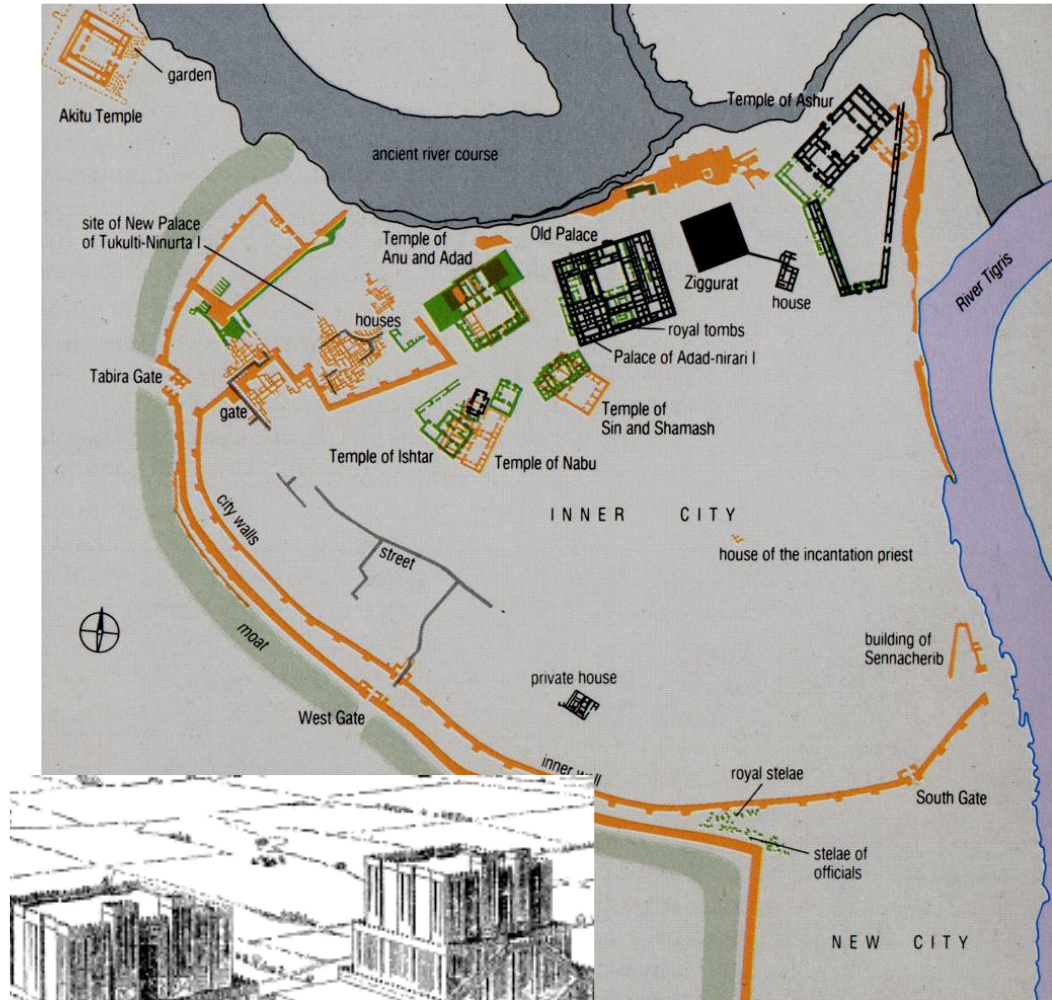 garden
Akitu Temple
Temple of Ashur
ancient river course
site of New Palace
of Tukulti-Ninurta I
Temple of
Anu and Adad
Old Palace
Ziggurat
house
River Tigris
houses
royal tombs
Palace of Adad-nirari I
Tabira Gate
gate
Temple of
Sin and Shamash
Temple of Ishtar
Temple of Nabu
city walls
INNER CITY
street
house of the incantation priest
moat
building of
Sennacherib
private house
West Gate
inner wall
royal stelae
South Gate
stelae of
officials
NEW CITY